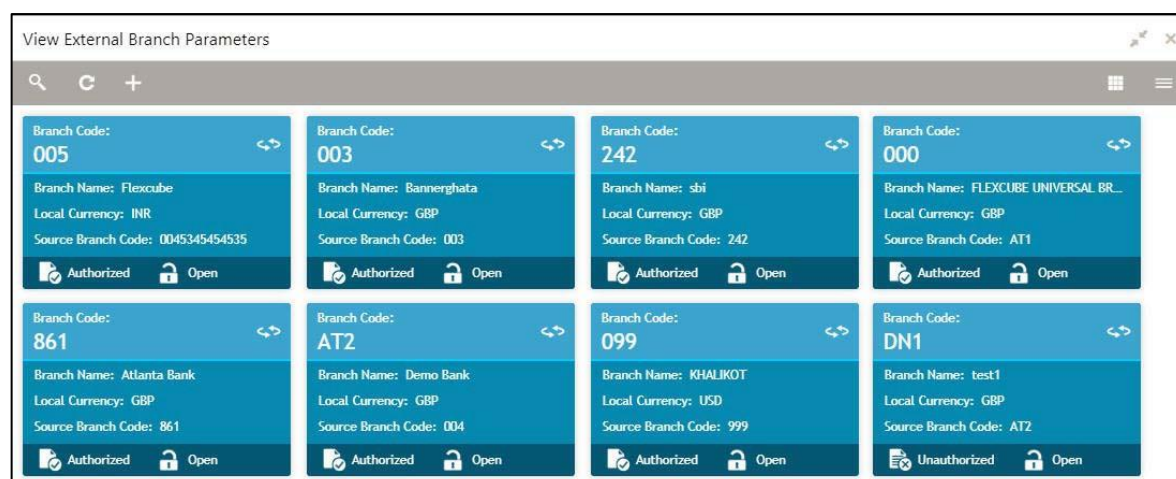 View External Branch Parameters
Branch Code:
005
Branch Name: Flexcube
Local Currency: INR
Source Branch Code: 0045345454535
Authorized Open
Branch Code:
003
Branch Name: Bannerghata
Local Currency: GBP
Source Branch Code: 003
Authorized Open
Branch Code:
242
Branch Name: sbi
Local Currency: GBP
Source Branch Code: 242
Authorized Open
Branch Code:
000
Branch Name: FLEXCUBE UNIVERSAL BR...
Local Currency: GBP
Source Branch Code: AT1
Authorized Open
Branch Code:
861
Branch Name: Atlanta Bank
Local Currency: GBP
Source Branch Code: 861
Authorized Open
Branch Code:
AT2
Branch Name: Demo Bank
Local Currency: GBP
Source Branch Code: 004
Authorized Open
Branch Code:
099
Branch Name: KHALIKOT
Local Currency: USD
Source Branch Code: 999
Authorized Open
Branch Code:
DN1
Branch Name: test1
Local Currency: GBP
Source Branch Code: AT2
Unauthorized Open